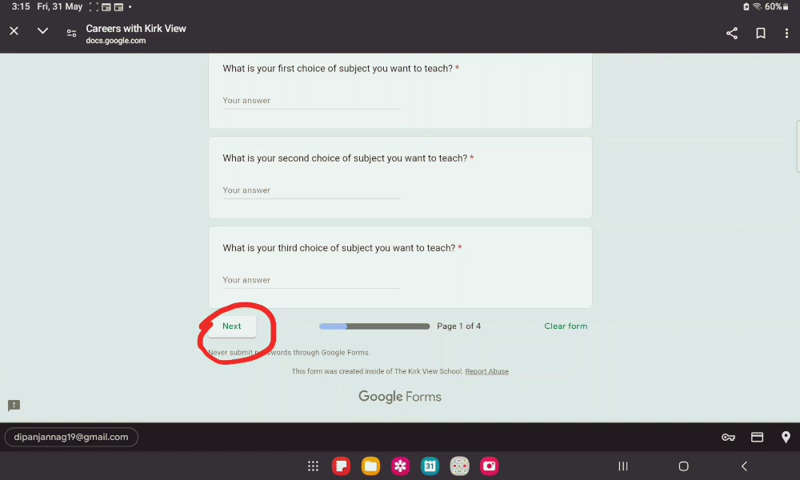 3:15 Fri, 31 May
60%
Careers with Kirk View
docs.google.com
What is your first choice of subject you want to teach? *
Your answer
What is your second choice of subject you want to teach? *
Your answer
What is your third choice of subject you want to teach? *
Your answer
Next
Page 1 of 4
Clear form
Never submit passwords through Google Forms.
This form was created inside of The Kirk View School. Report Abuse
Google Forms
dipanjannag19@gmail.com
31